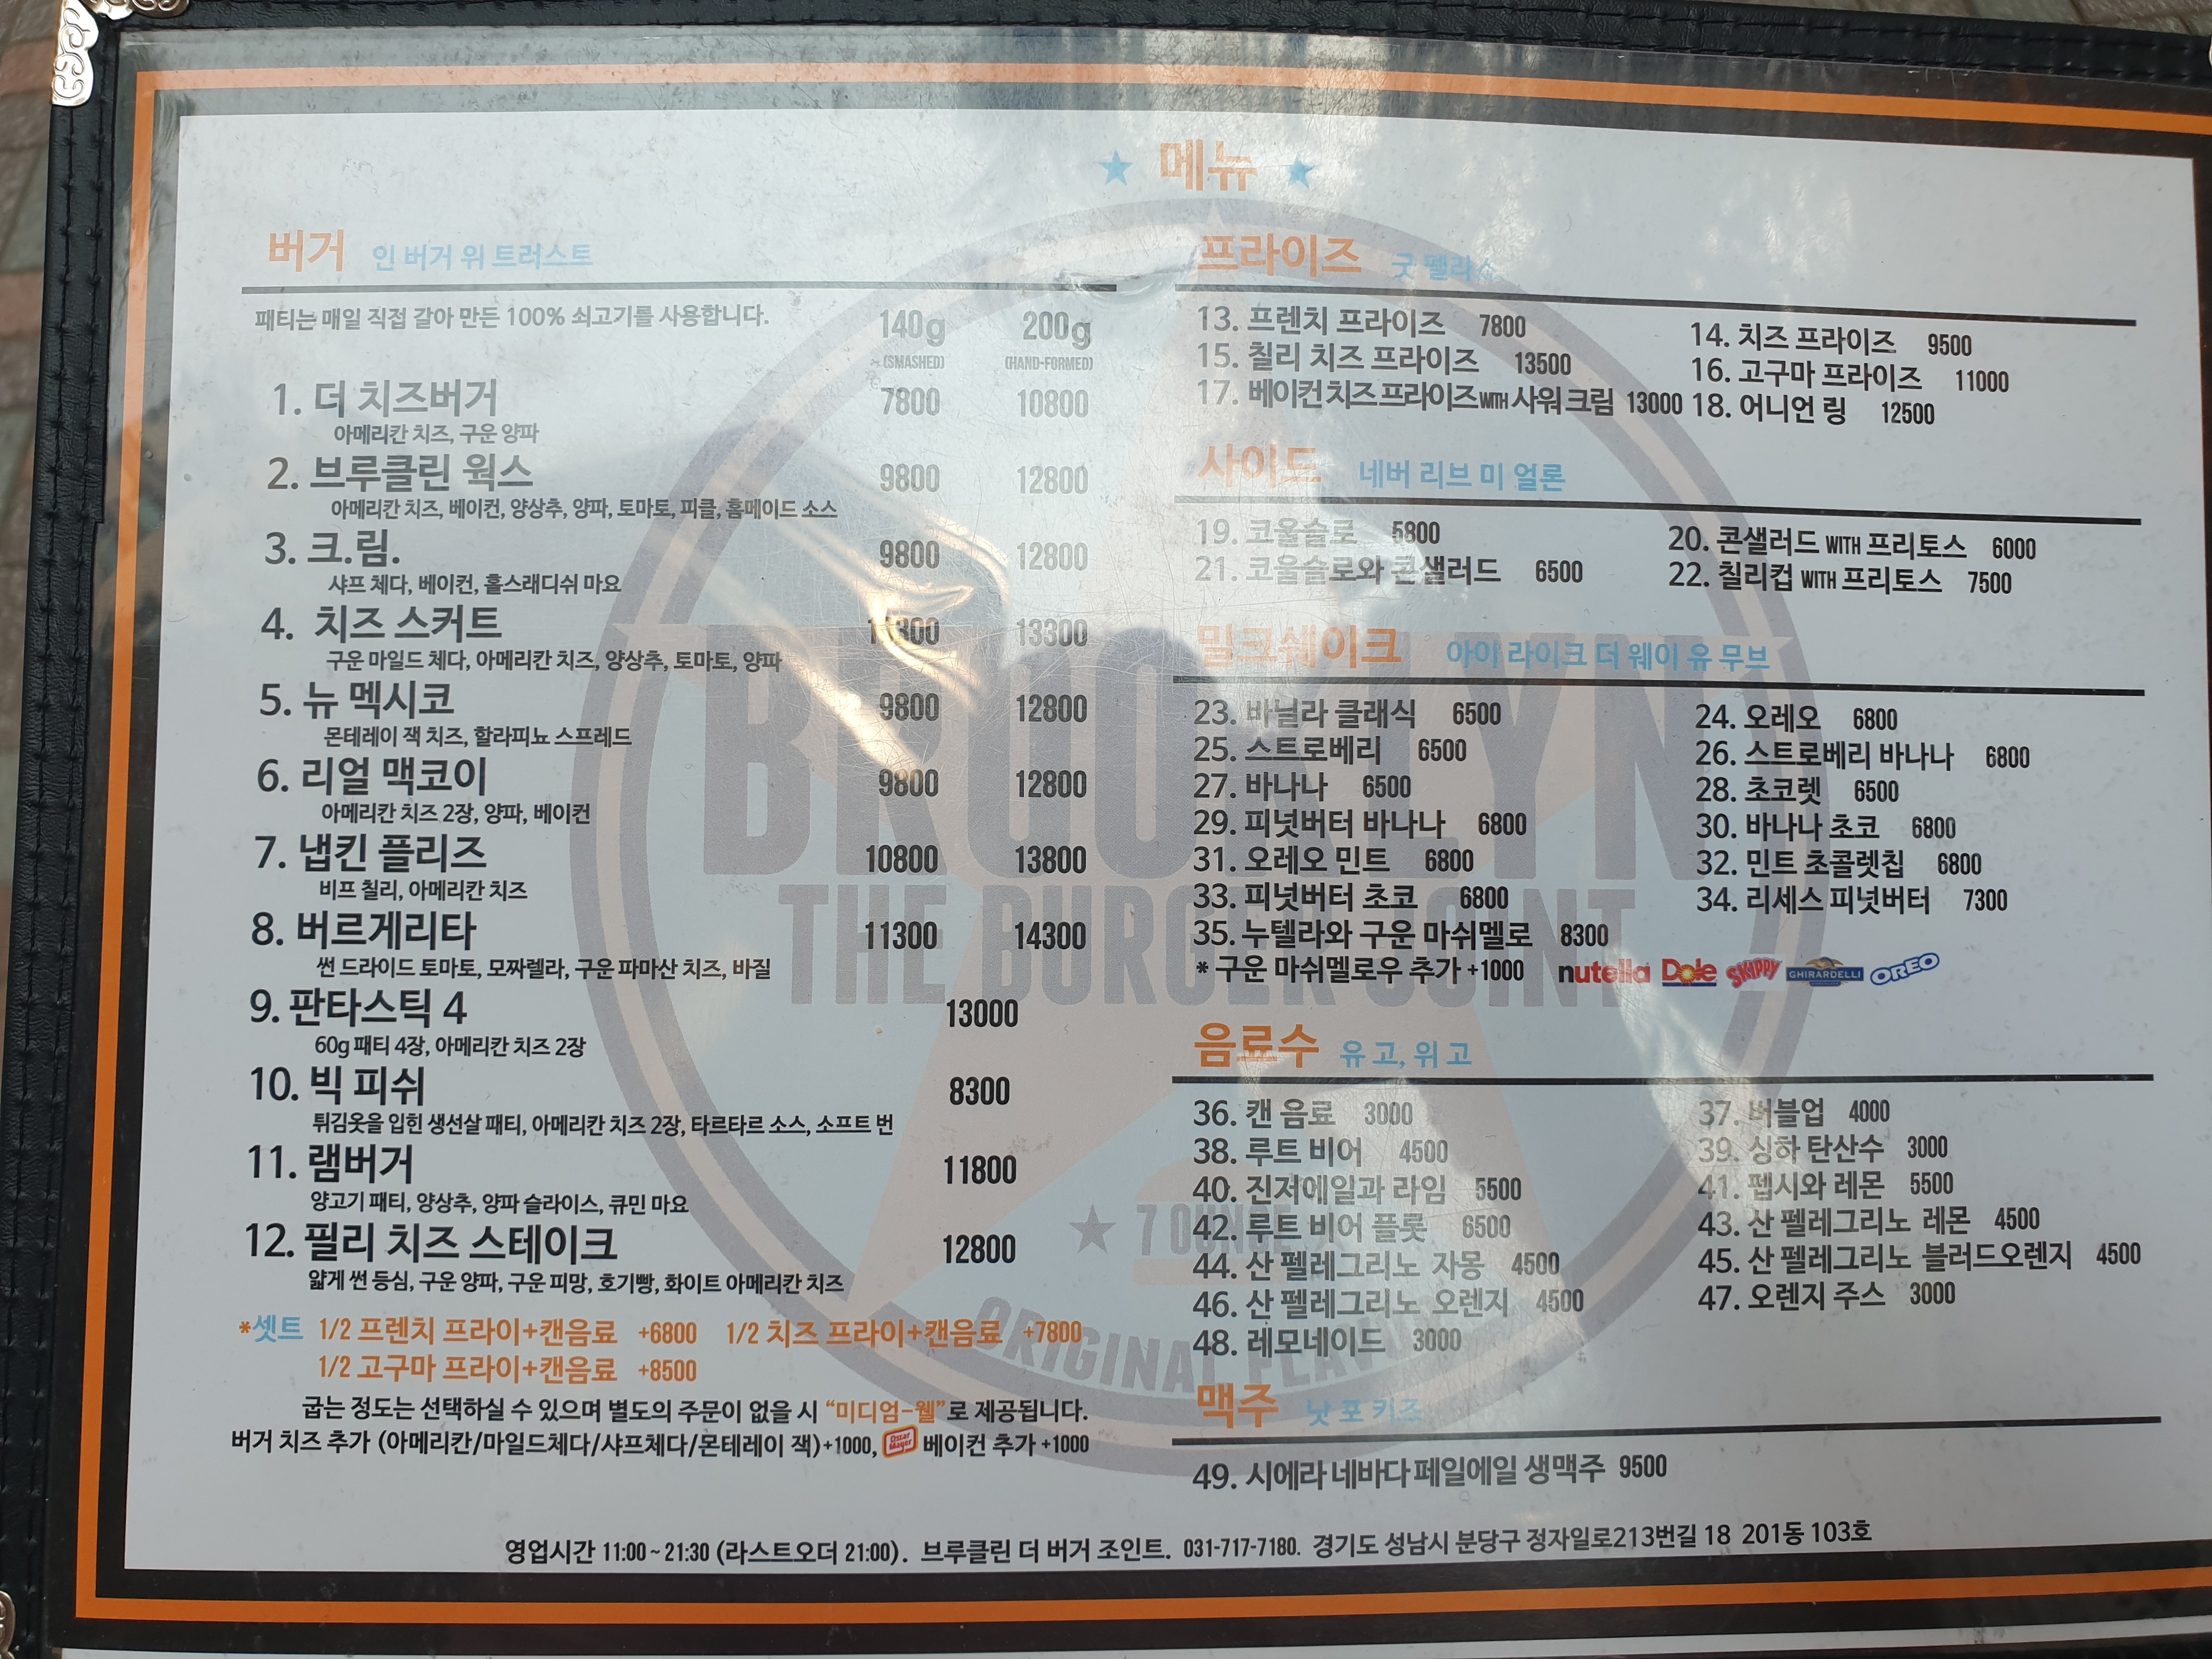 메뉴
버거 인 버거 위 트러스트
패티는 매일 직접 갈아 만든 100% 쇠고기를 사용합니다. 140g 200g
(SMASHED) (HAND-FORMED)
1. 더 치즈버거 7800 10800
아메리칸 치즈, 구운 양파
2. 브루클린 웍스 9800 12800
아메리칸 치즈, 베이컨, 양상추, 양파, 토마토, 피클, 홈메이드 소스
3. 크.림. 9800 12800
샤프 체다, 베이컨, 홀스래디쉬 마요
4. 치즈 스커트 13300
구운 마일드 체다, 아메리칸 치즈, 양상추, 토마토, 양파
5. 뉴 멕시코 9800 12800
몬테레이 잭 치즈, 할라피뇨 스프레드
6. 리얼 맥코이 9800 12800
아메리칸 치즈 2장, 양파, 베이컨
7. 냅킨 플리즈 10800 13800
비프 칠리, 아메리칸 치즈
8. 버르게리타 11300 14300
썬 드라이드 토마토, 모짜렐라, 구운 파마산 치즈, 바질
9. 판타스틱 4 13000
60g 패티 4장, 아메리칸 치즈 2장
10. 빅 피쉬 8300
튀김옷을 입힌 생선살 패티, 아메리칸 치즈 2장, 타르타르 소스, 소프트 번
11. 램버거 11800
양고기 패티, 양상추, 양파 슬라이스, 큐민 마요
12. 필리 치즈 스테이크 12800
얇게 썬 등심, 구운 양파, 구운 피망, 호기빵, 화이트 아메리칸 치즈
*셋트 1/2 프렌치 프라이+캔음료 +6800 1/2 치즈 프라이+캔음료 +7800
1/2 고구마 프라이+캔음료 +8500
굽는 정도는 선택하실 수 있으며 별도의 주문이 없을 시 “미디엄-웰”로 제공됩니다.
버거 치즈 추가 (아메리칸/마일드체다/샤프체다/몬테레이 잭)+1000, Oscar Mayer 베이컨 추가 +1000
프라이즈 굿 펠라스
13. 프렌치 프라이즈 7800 14. 치즈 프라이즈 9500
15. 칠리 치즈 프라이즈 13500 16. 고구마 프라이즈 11000
17. 베이컨치즈프라이즈WITH 사워크림 13000 18. 어니언 링 12500
사이드 네버 리브 미 얼론
19. 코울슬로 5800 20. 콘샐러드 WITH 프리토스 6000
21. 코울슬로와 콘샐러드 6500 22. 칠리컵 WITH 프리토스 7500
밀크쉐이크 아이 라이크 더 웨이 유 무브
23. 바닐라 클래식 6500 24. 오레오 6800
25. 스트로베리 6500 26. 스트로베리 바나나 6800
27. 바나나 6500 28. 초코렛 6500
29. 피넛버터 바나나 6800 30. 바나나 초코 6800
31. 오레오 민트 6800 32. 민트 초콜렛칩 6800
33. 피넛버터 초코 6800 34. 리세스 피넛버터 7300
35. 누텔라와 구운 마쉬멜로 8300
* 구운 마쉬멜로우 추가 +1000 nutella Dole SKIPPY GHIRARDELLI OREO
음료수 유 고, 위 고
36. 캔 음료 3000 37. 버블업 4000
38. 루트 비어 4500 39. 싱하 탄산수 3000
40. 진저에일과 라임 5500 41. 펩시와 레몬 5500
42. 루트 비어 플롯 6500 43. 산 펠레그리노 레몬 4500
44. 산 펠레그리노 자몽 4500 45. 산 펠레그리노 블러드오렌지 4500
46. 산 펠레그리노 오렌지 4500 47. 오렌지 주스 3000
48. 레모네이드 3000
맥주 낫 포 키즈
49. 시에라 네바다 페일에일 생맥주 9500
BROOKLYN
THE BURGER JOINT
7 OUNCE
ORIGINAL
영업시간 11:00 ~ 21:30 (라스트오더 21:00). 브루클린 더 버거 조인트. 031-717-7180. 경기도 성남시 분당구 정자일로213번길 18 201동 103호